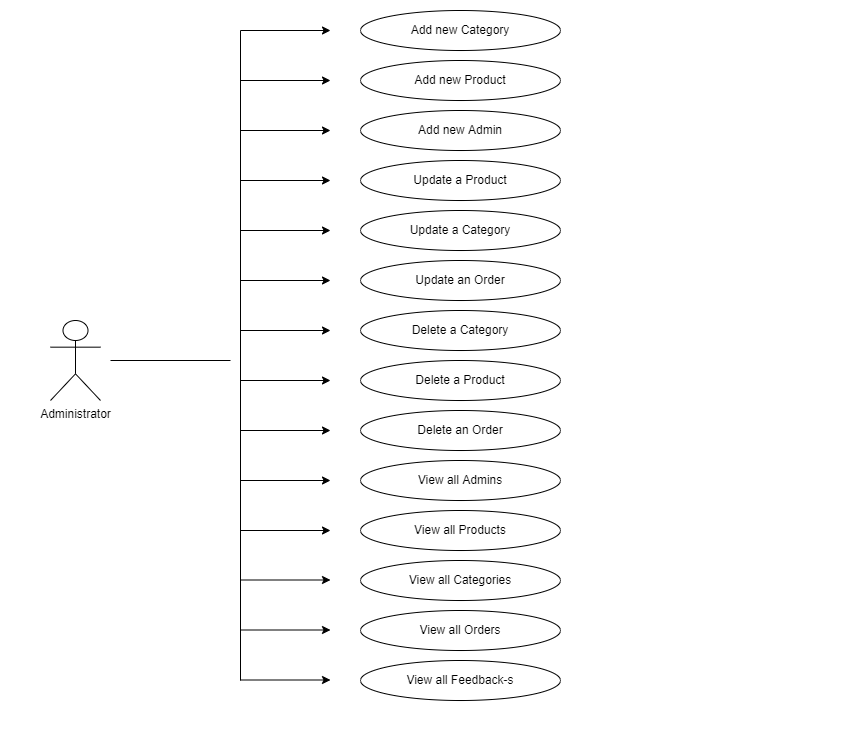 Add new Category
Add new Product
Add new Admin
Update a Product
Update a Category
Update an Order
Delete a Category
Delete a Product
Administrator
Delete an Order
View all Admins
View all Products
View all Categories
View all Orders
View all Feedback-s